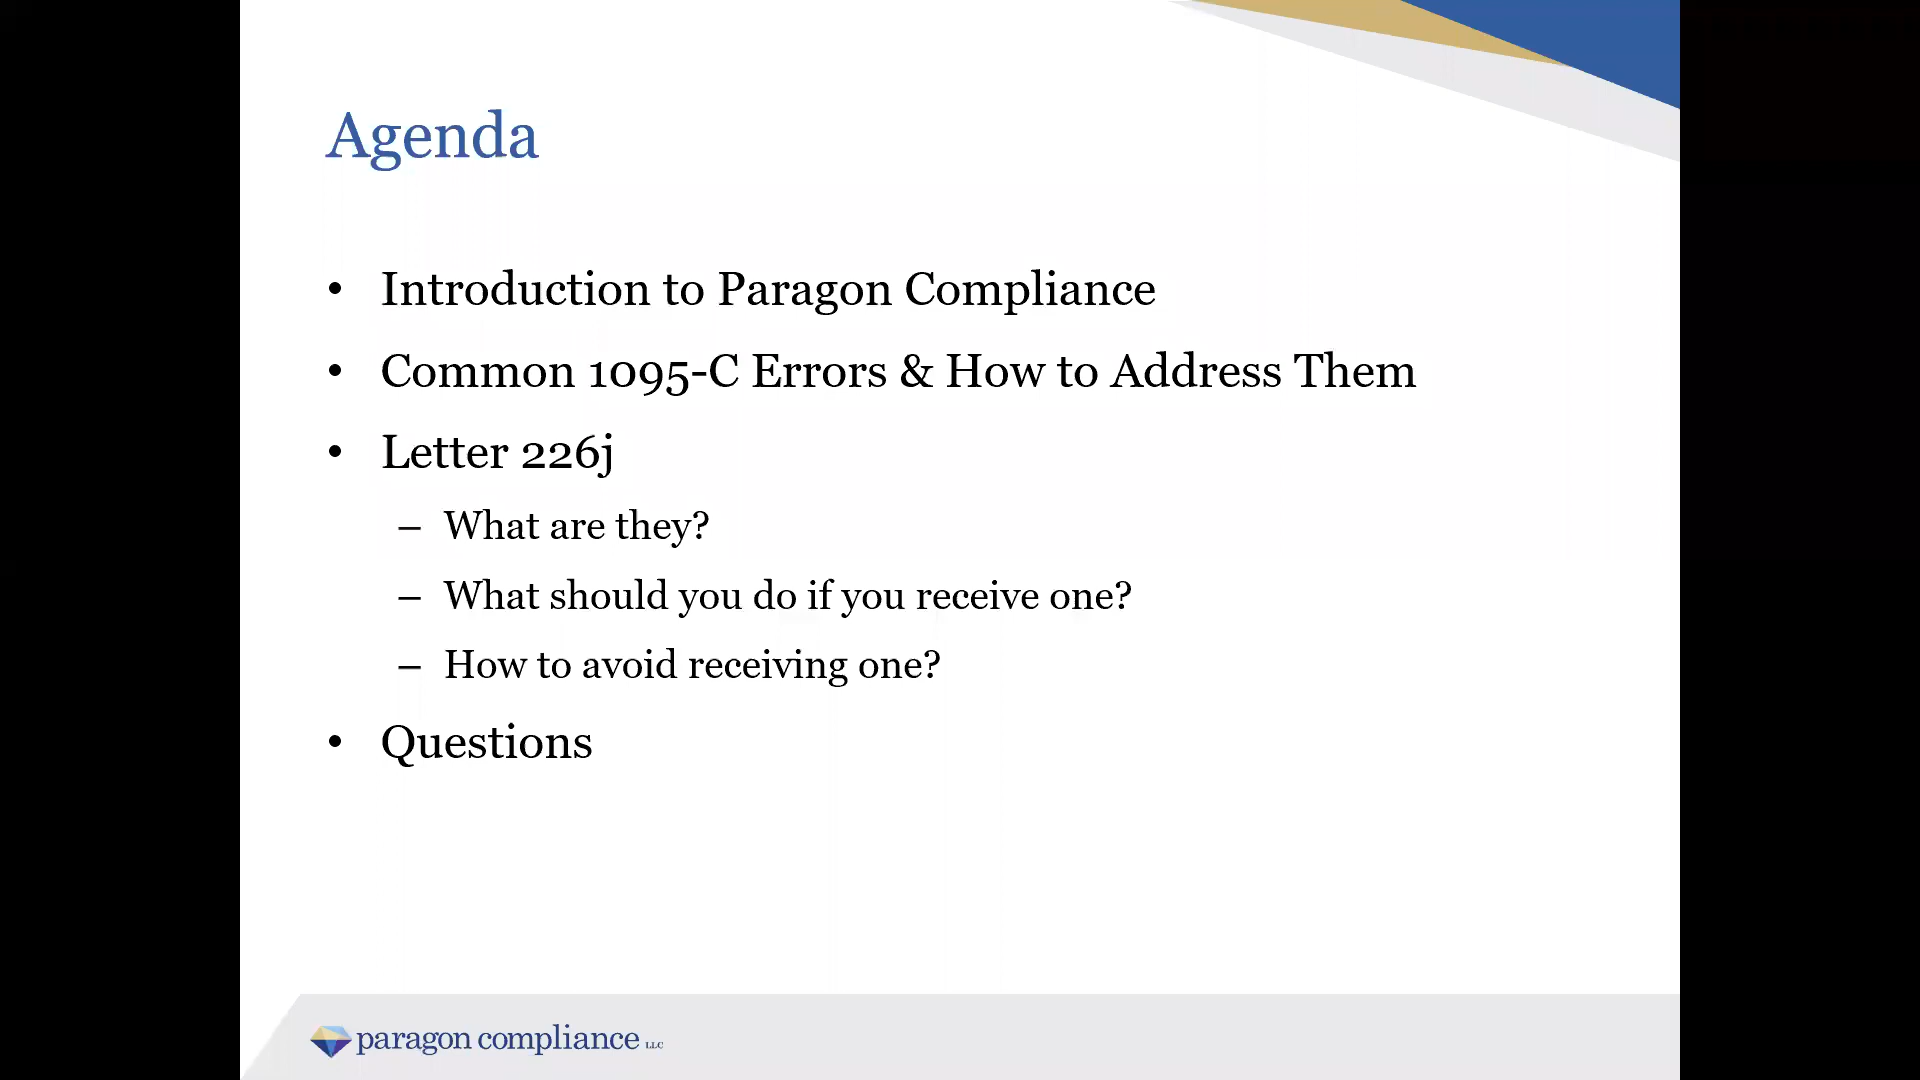 Agenda
• Introduction to Paragon Compliance
• Common 1095-C Errors & How to Address Them
• Letter 226j
– What are they?
– What should you do if you receive one?
– How to avoid receiving one?
• Questions
paragon compliance LLC